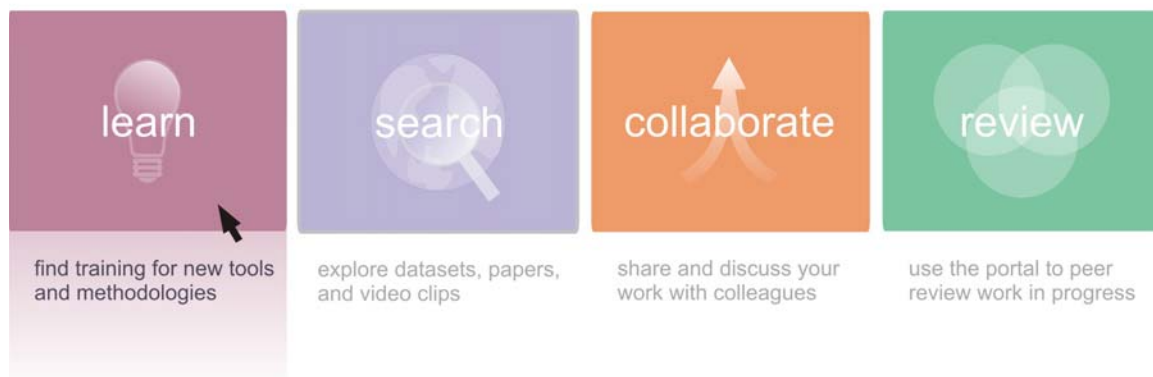 learn
find training for new tools
and methodologies
search
explore datasets, papers,
and video clips
collaborate
share and discuss your
work with colleagues
review
use the portal to peer
review work in progress